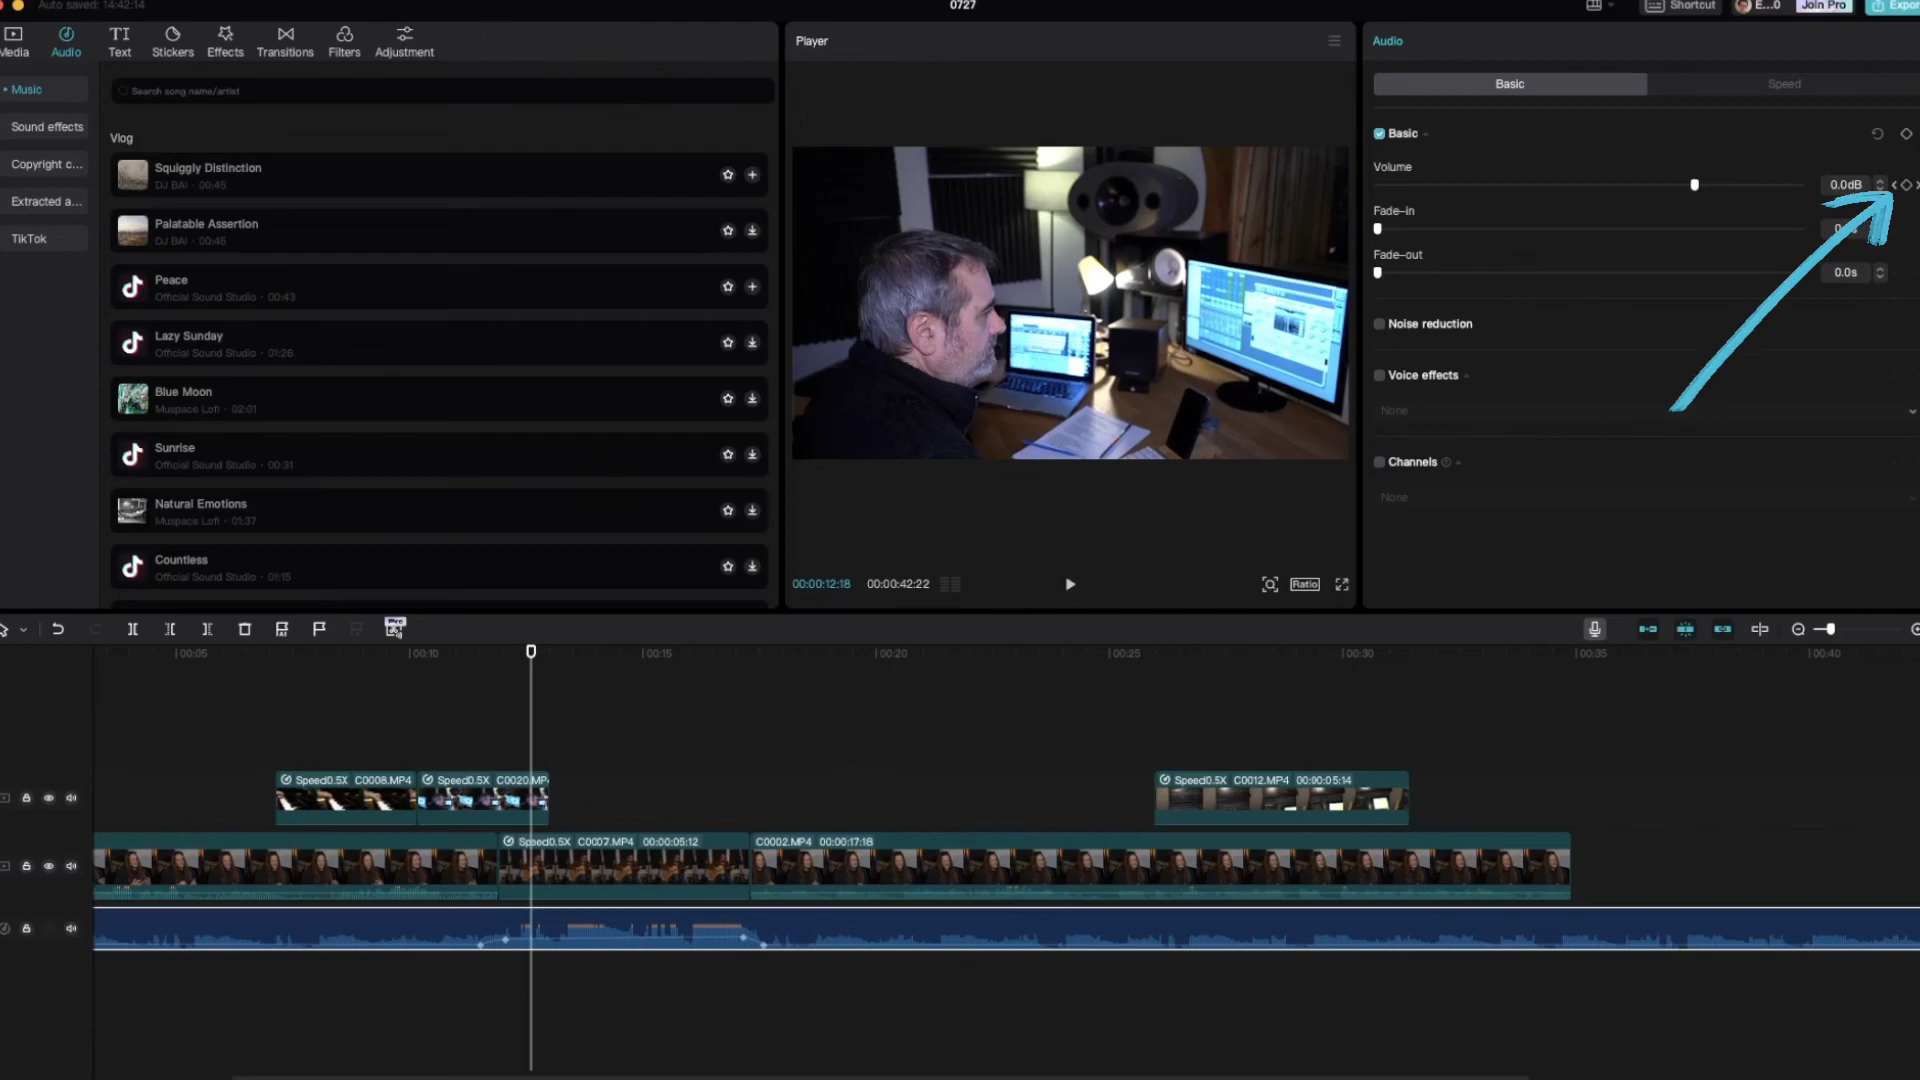 Auto saved: 14:42:14
0727
Shortcut
E...0
Join Pro
Export
Media
Audio
Text
Stickers
Effects
Transitions
Filters
Adjustment
Music
Sound effects
Copyright c...
Extracted a...
TikTok
Search song name/artist
Vlog
Squiggly Distinction
DJ BAI · 00:45
Palatable Assertion
DJ BAI · 00:45
Peace
Official Sound Studio · 00:43
Lazy Sunday
Official Sound Studio · 01:26
Blue Moon
Muspace Lofi · 02:01
Sunrise
Official Sound Studio · 00:31
Natural Emotions
Muspace Lofi · 01:37
Countless
Official Sound Studio · 01:15
Player
00:00:12:18
00:00:42:22
Ratio
Audio
Basic
Speed
Basic
Volume
0.0dB
Fade-in
Fade-out
0.0s
Noise reduction
Voice effects
None
Channels
None
Pro
00:05
00:10
00:15
00:20
00:25
00:30
00:35
00:40
Speed0.5X C0008.MP4
Speed0.5X C0020.MP4
Speed0.5X C0012.MP4 00:00:05:14
Speed0.5X C0007.MP4 00:00:05:12
C0002.MP4 00:00:17:18